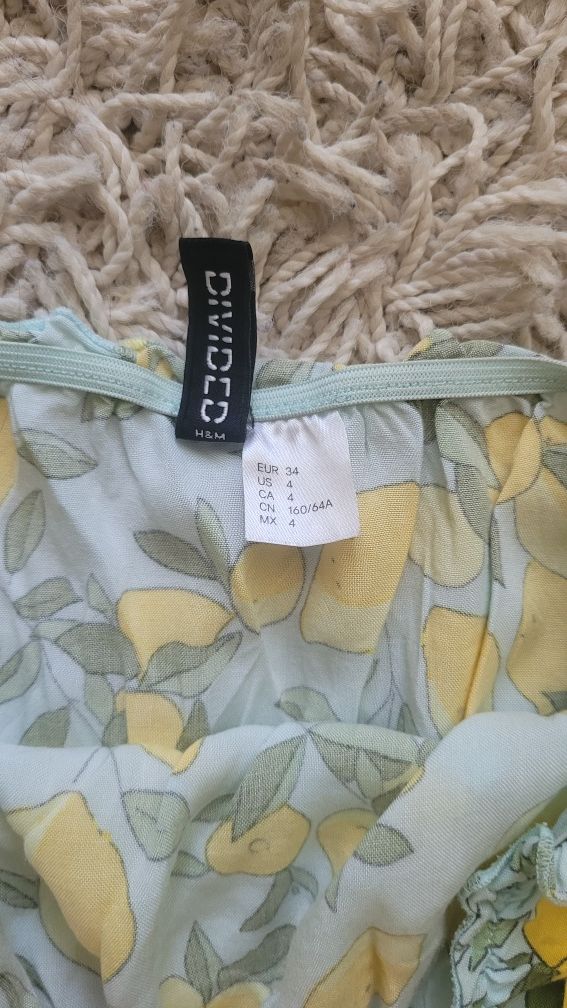 DIVIDED
H&M
EUR 34
US 4
CA 4
CN 160/64A
MX 4